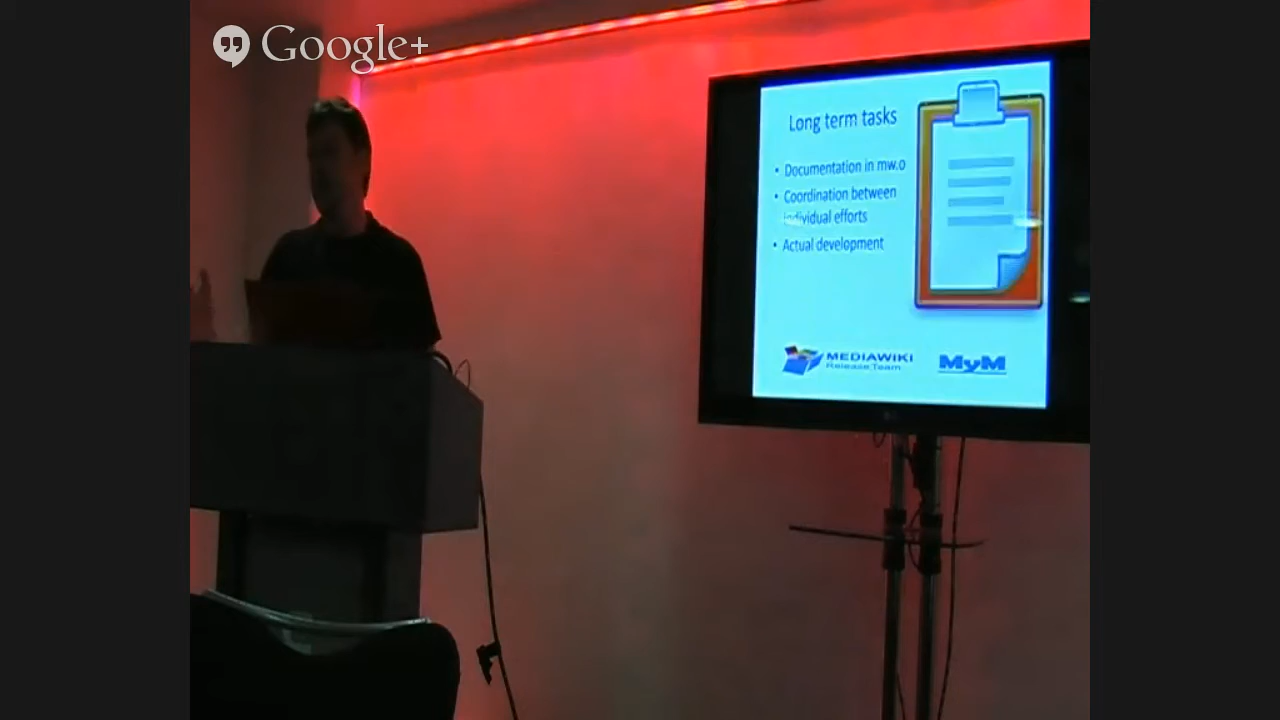 Google+
Long term tasks
• Documentation in mw.o
• Coordination between
individual efforts
• Actual development
MEDIAWIKI
Release Team
MyM